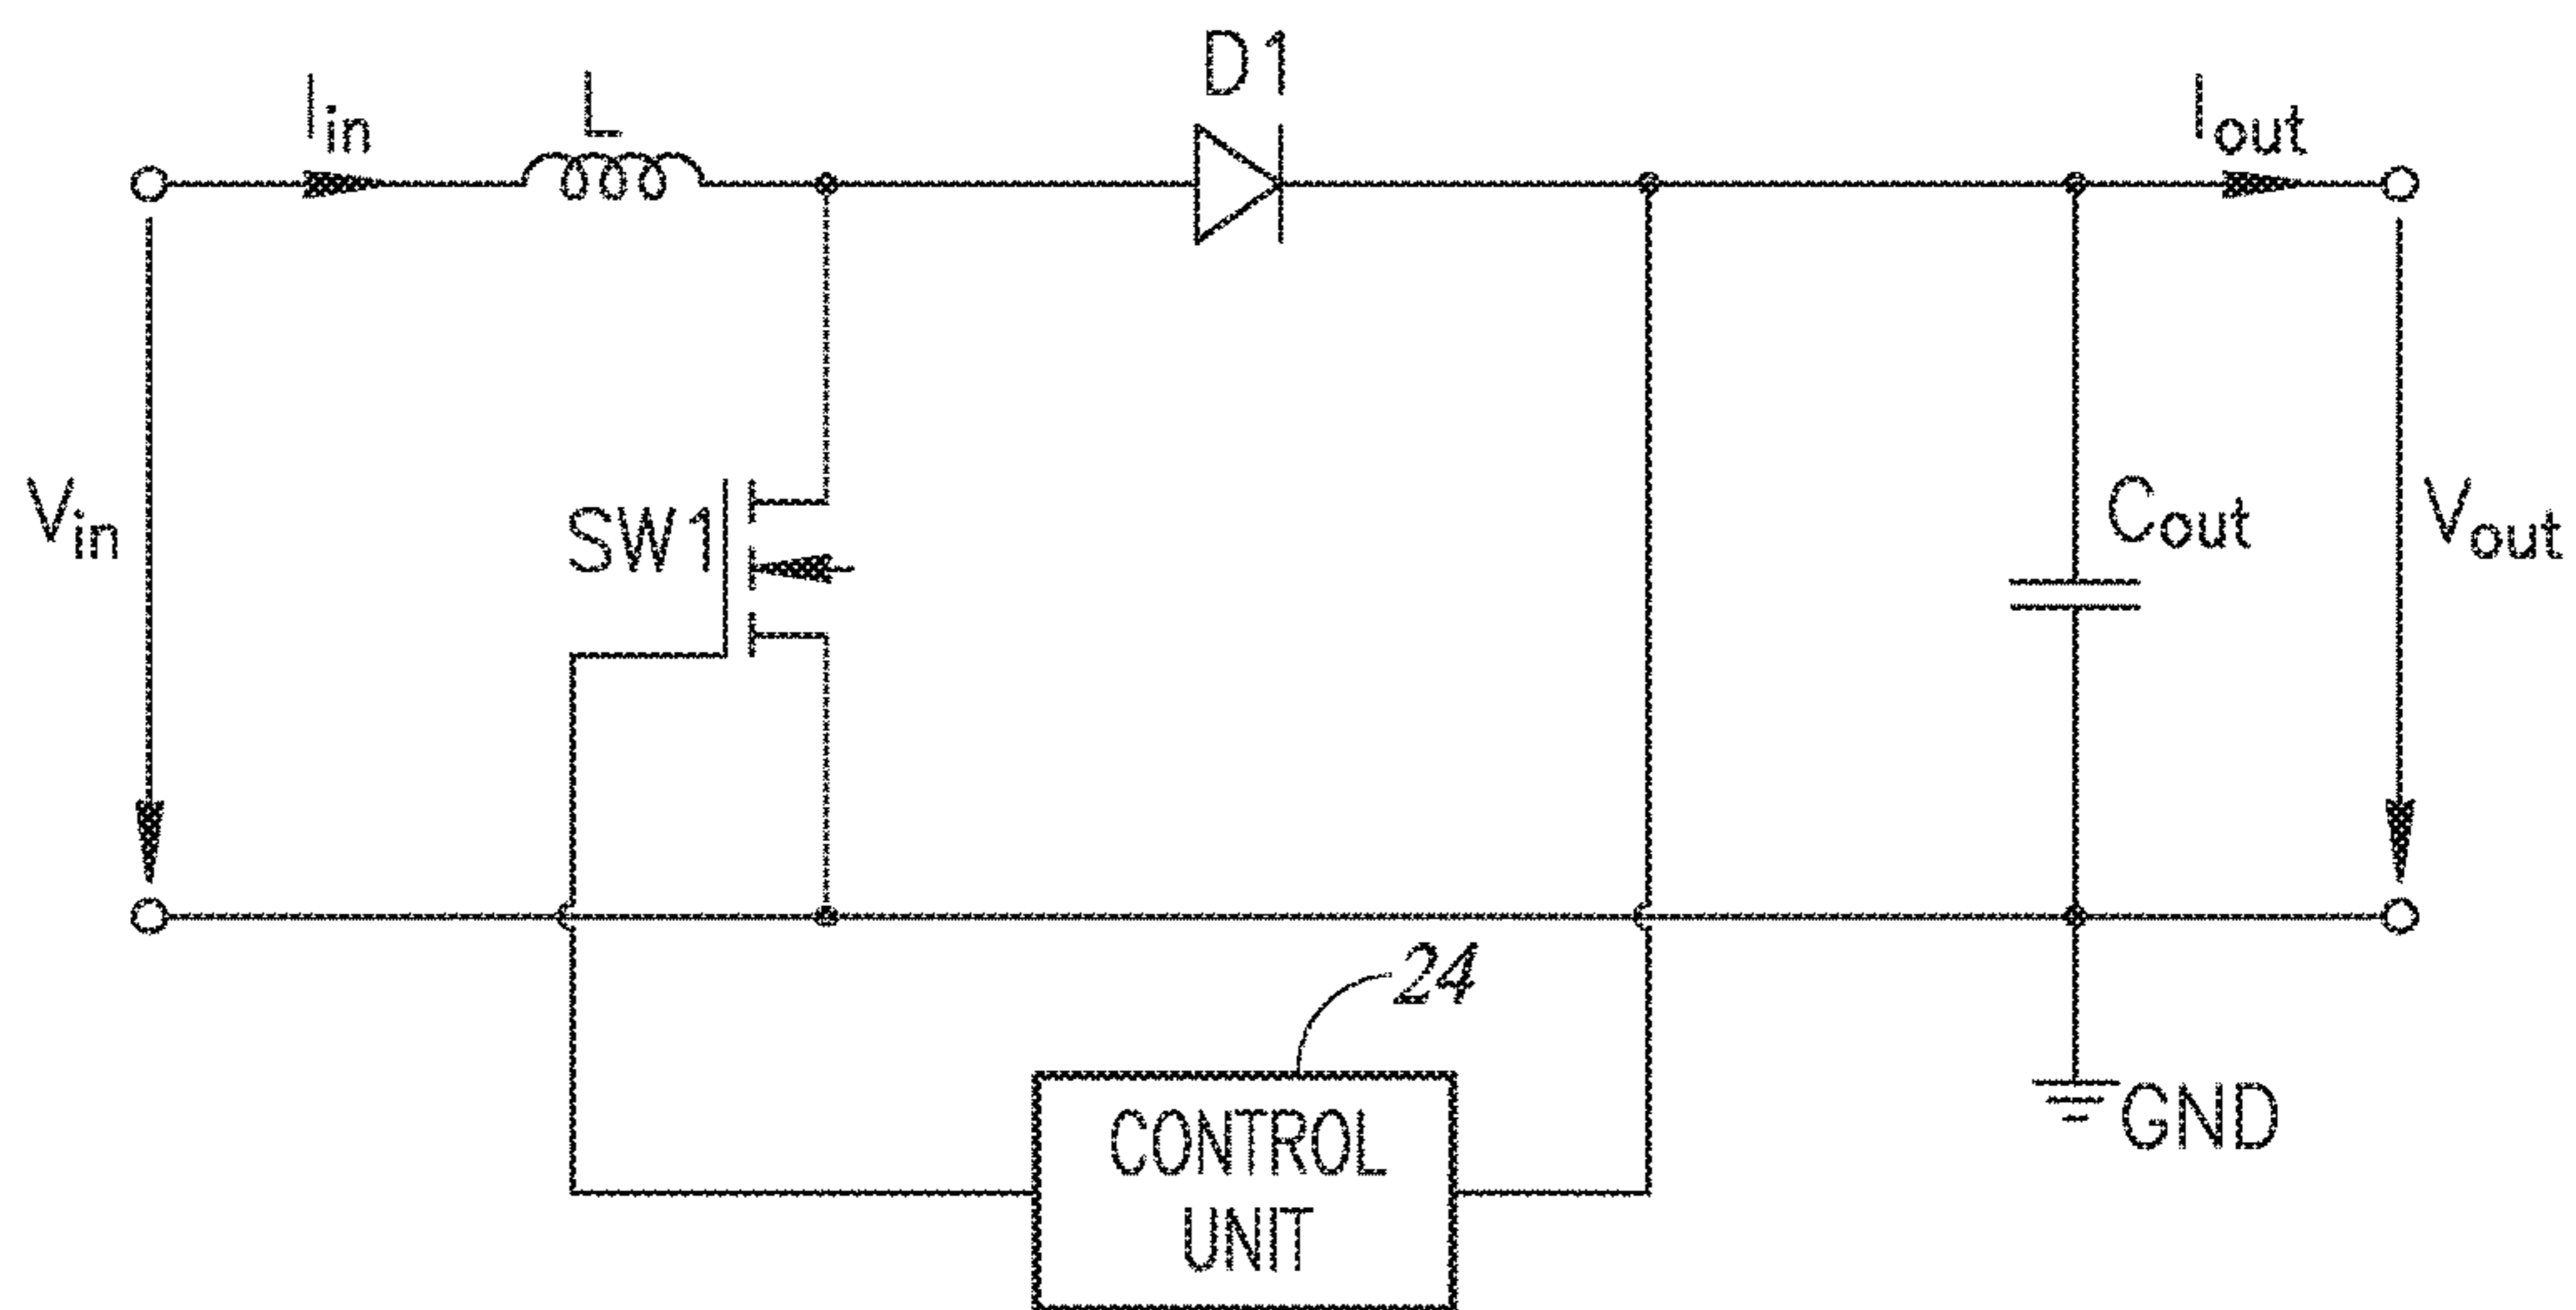 D1
Iin
L
Iout
Vin
SW1
Cout
Vout
24
CONTROL
UNIT
GND